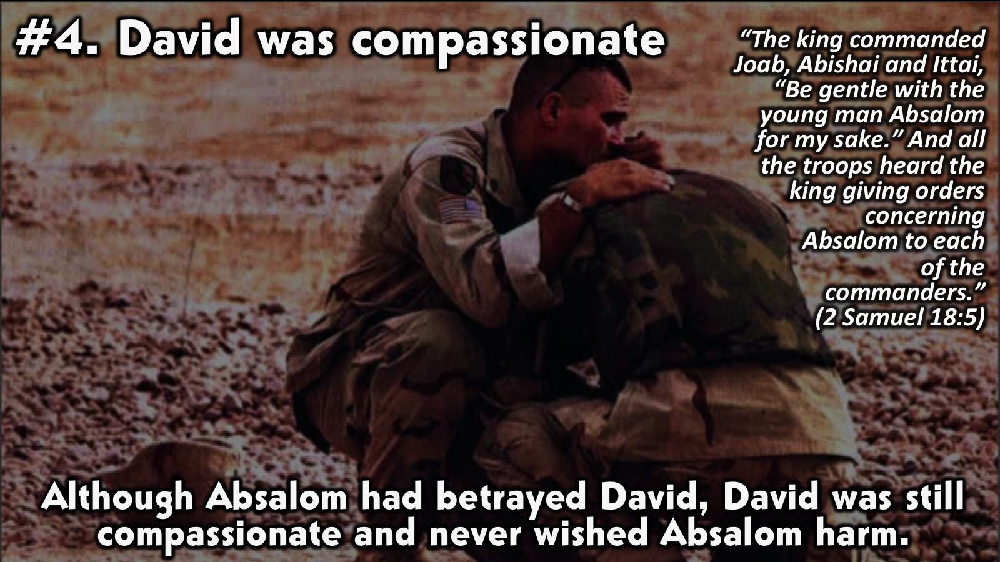 #4. David was compassionate
“The king commanded
Joab, Abishai and Ittai,
“Be gentle with the
young man Absalom
for my sake.” And all
the troops heard the
king giving orders
concerning
Absalom to each
of the
commanders.”
(2 Samuel 18:5)
Although Absalom had betrayed David, David was still
compassionate and never wished Absalom harm.